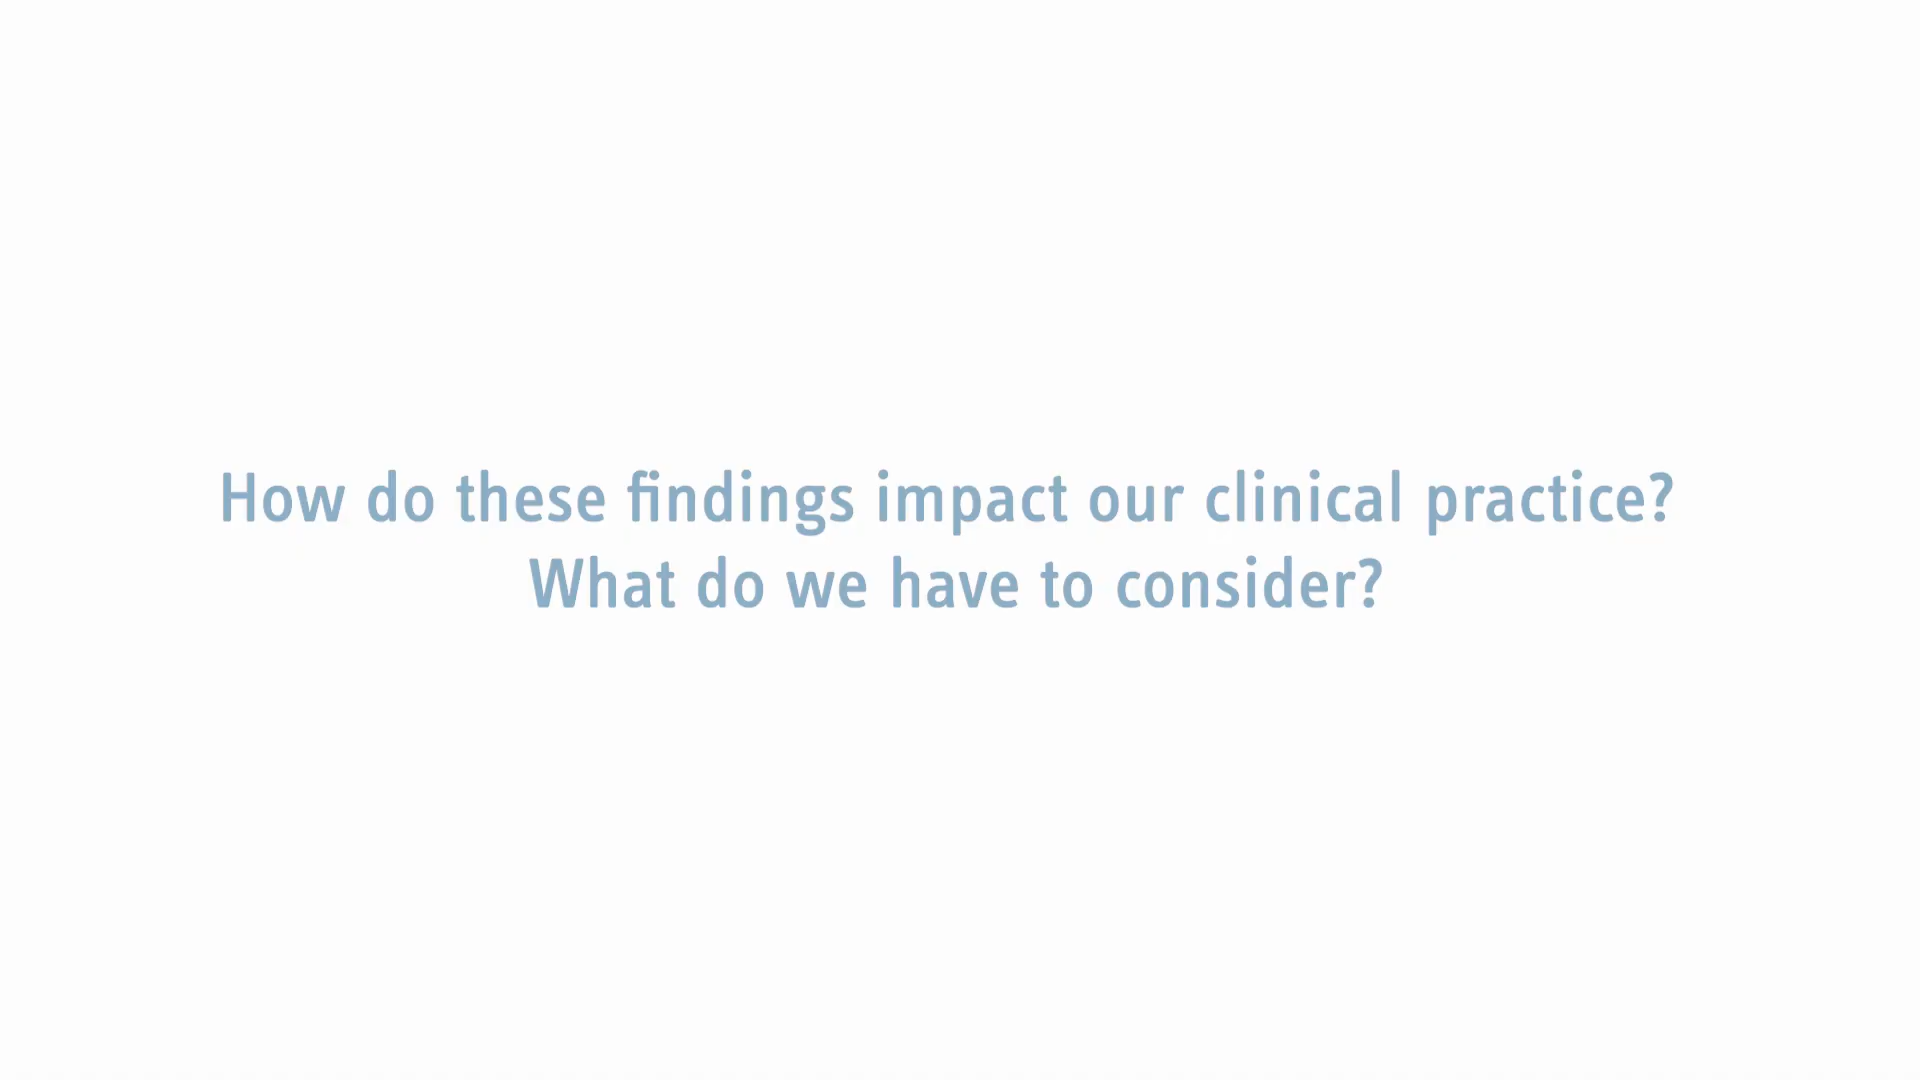 How do these findings impact our clinical practice?
What do we have to consider?